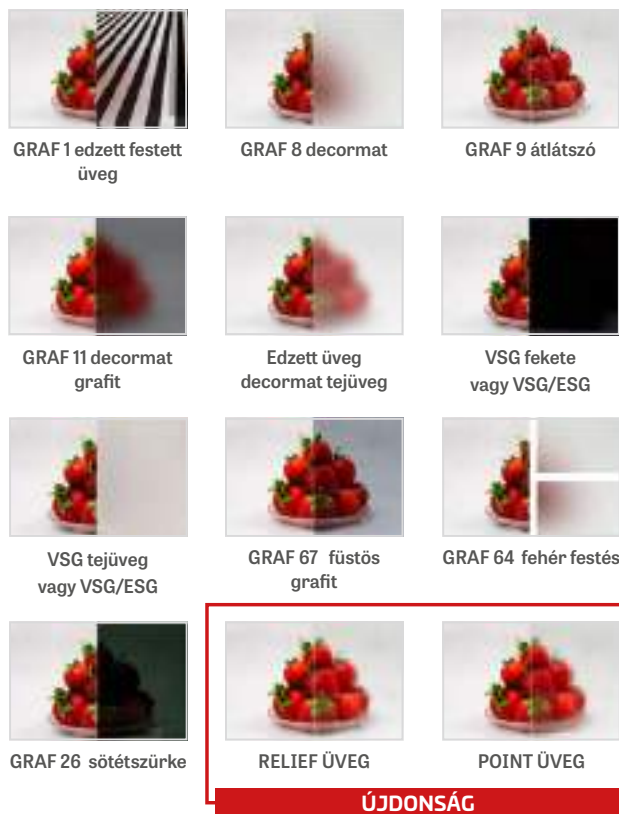 GRAF 1 edzett festett
üveg
GRAF 8 decormat
GRAF 9 átlátszó
GRAF 11 decormat
grafit
Edzett üveg
decormat tejüveg
VSG fekete
vagy VSG/ESG
VSG tejüveg
vagy VSG/ESG
GRAF 67 füstös
grafit
GRAF 64 fehér festés
GRAF 26 sötétszürke
RELIEF ÜVEG
POINT ÜVEG
ÚJDONSÁG